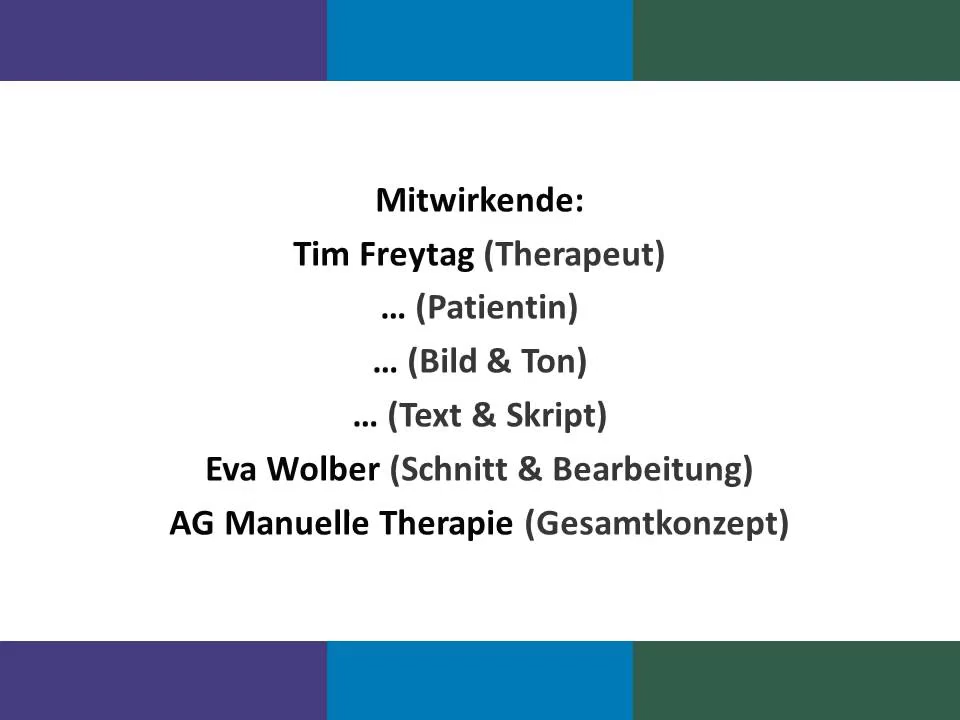 Mitwirkende:
Tim Freytag (Therapeut)
... (Patientin)
... (Bild & Ton)
... (Text & Skript)
Eva Wolber (Schnitt & Bearbeitung)
AG Manuelle Therapie (Gesamtkonzept)